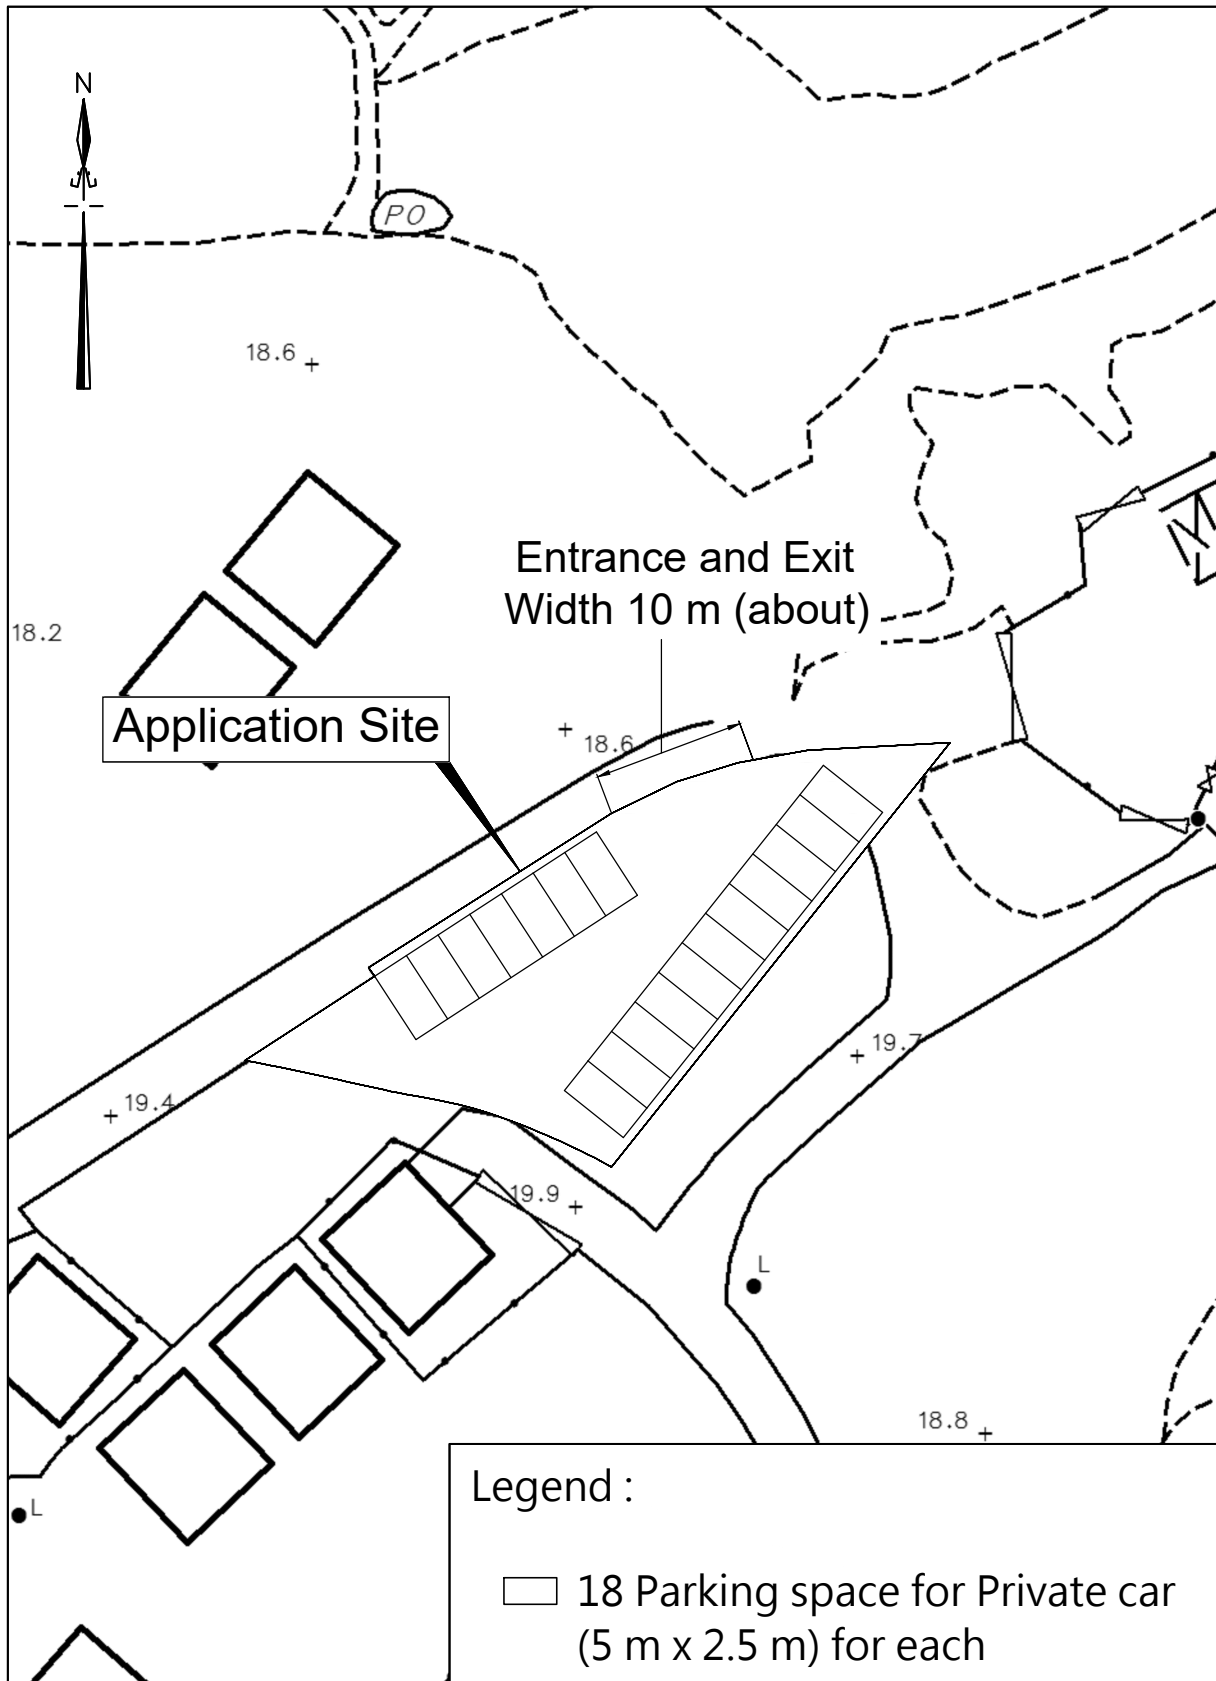 N
PO
18.6
Entrance and Exit
Width 10 m (about)
18.2
Application Site
18.6
19.7
19.4
19.9
L
18.8
L
Legend :
18 Parking space for Private car
(5 m x 2.5 m) for each